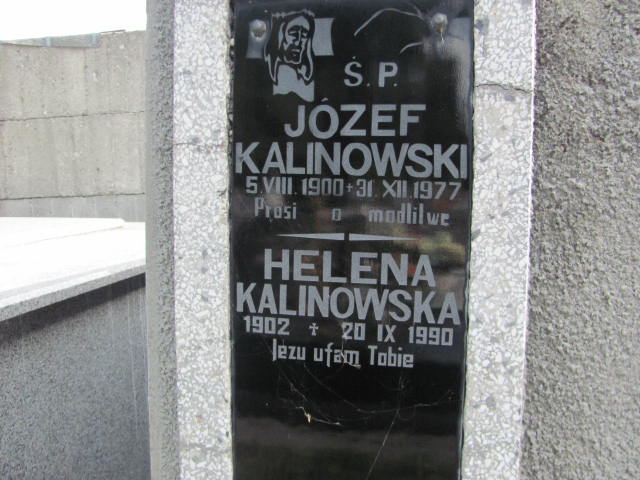 Ś.P.
JÓZEF
KALINOWSKI
5.VIII.1900+31.XII.1977
Prosi o modlitwę
HELENA
KALINOWSKA
1902 + 20 IX 1990
Jezu ufam Tobie